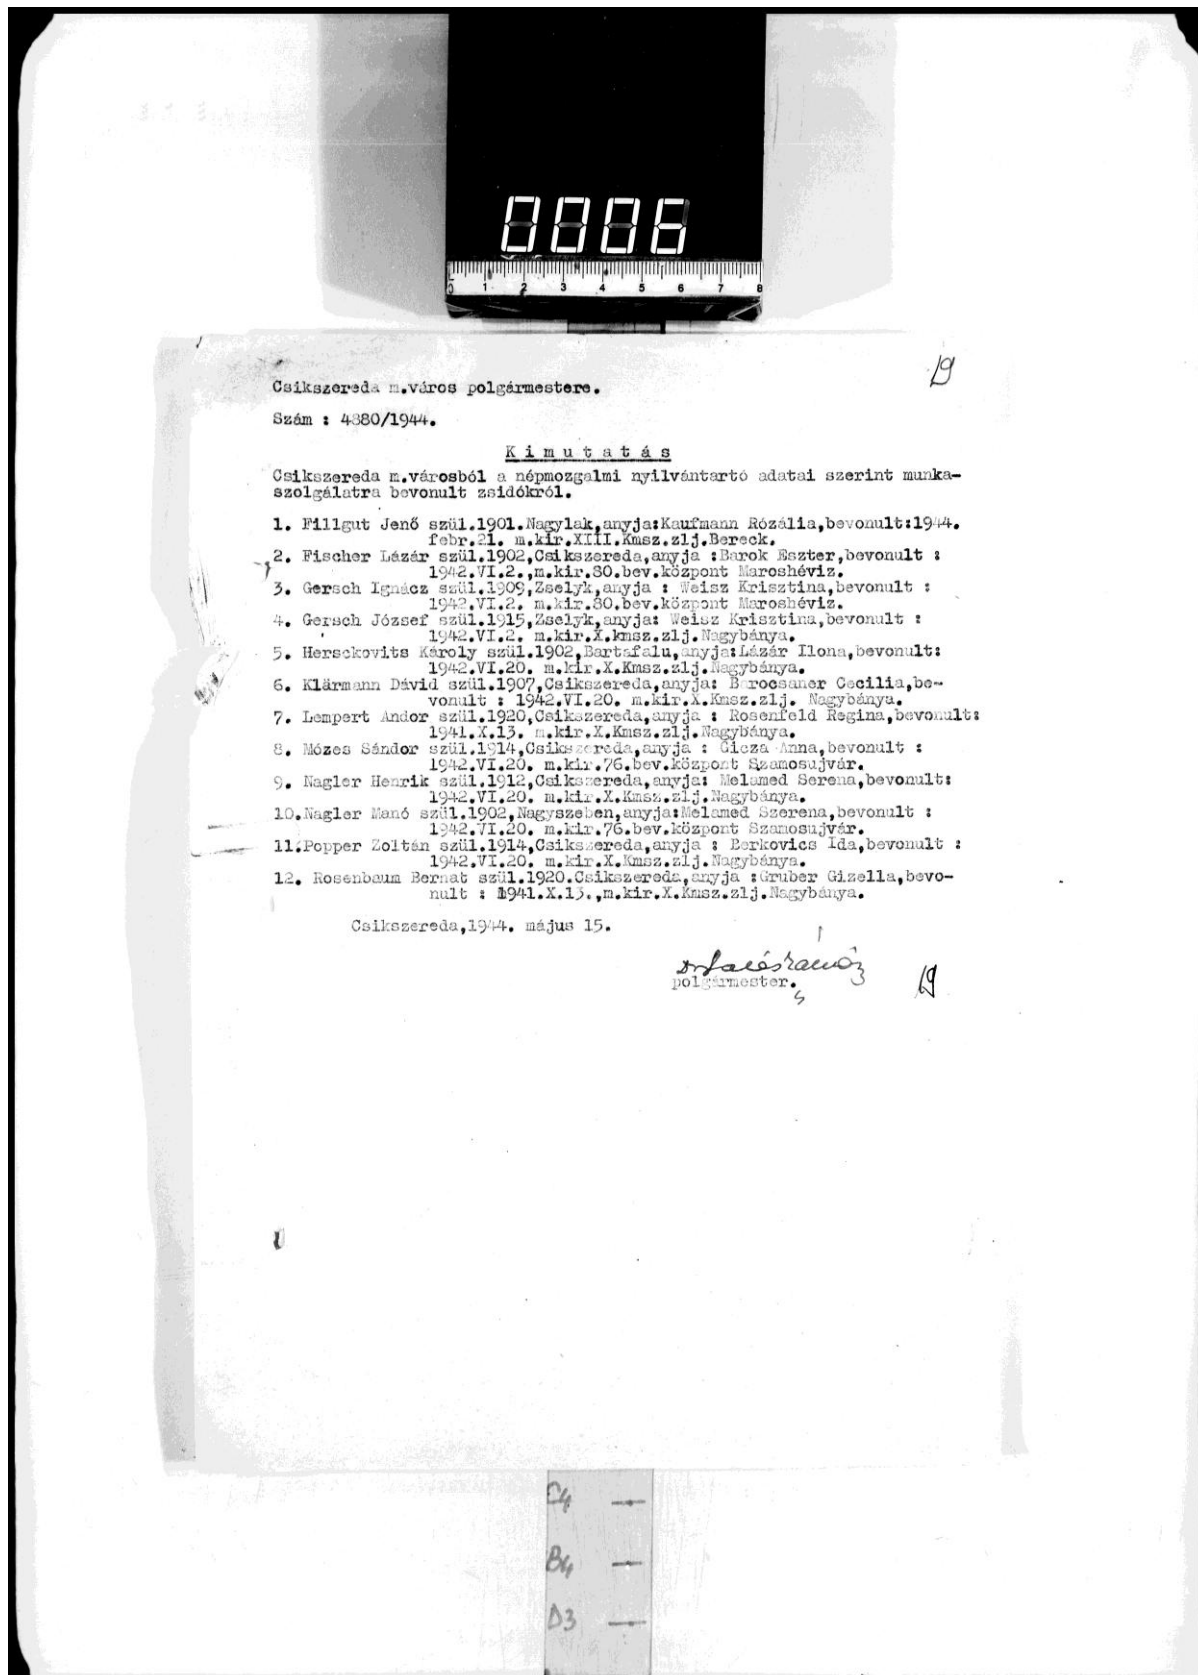 0006
0 1 2 3 4 5 6 7 8
19
Csikszereda m.város polgármestere.
Szám : 4880/1944.
K i m u t a t á s
Csikszereda m.városból a népmozgalmi nyilvántartó adatai szerint munka-
szolgálatra bevonult zsidókról.
1. Fillgut Jenő szül.1901.Nagylak,anyja:Kaufmann Rózália,bevonult:1944.
febr.21. m.kir.XIII.Kmsz.zlj.Bereck.
2. Fischer Lázár szül.1902,Csikszereda,anyja :Barok Eszter,bevonult :
1942.VI.2.,m.kir.80.bev.központ Maroshéviz.
3. Gersch Ignácz szül.1909,Zselyk,anyja : Weisz Krisztina,bevonult :
1942.VI.2. m.kir.80.bev.központ Maroshéviz.
4. Gersch József szül.1915,Zselyk,anyja: Weisz Krisztina,bevonult :
1942.VI.2. m.kir.X.kmsz.zlj.Nagybánya.
5. Hersckovits Károly szül.1902,Bartafalu,anyja:Lázár Ilona,bevonult:
1942.VI.20. m.kir.X.Kmsz.zlj.Nagybánya.
6. Klärmann Dávid szül.1907,Csikszereda,anyja: Barocsaner Cecilia,be-
vonult : 1942.VI.20. m.kir.X.Kmsz.zlj. Nagybánya.
7. Lempert Andor szül.1920,Csikszereda,anyja : Rosenfeld Regina,bevonult:
1941.X.13. m.kir.X.Kmsz.zlj.Nagybánya.
8. Mózes Sándor szül.1914,Csikszereda,anyja : Gicza Anna,bevonult :
1942.VI.20. m.kir.76.bev.központ Szamosujvár.
9. Nagler Henrik szül.1912,Csikszereda,anyja: Melamed Serena,bevonult:
1942.VI.20. m.kir.X.Kmsz.zlj.Nagybánya.
10.Nagler Manó szül.1902,Nagyszeben,anyja:Melamed Szerena,bevonult :
1942.VI.20. m.kir.76.bev.központ Szamosujvár.
11.Popper Zoltán szül.1914,Csikszereda,anyja : Berkovics Ida,bevonult :
1942.VI.20. m.kir.X.Kmsz.zlj.Nagybánya.
12. Rosenbaum Bernat szül.1920.Csikszereda,anyja :Gruber Gizella,bevo-
nult : 1941.X.13.,m.kir.X.Kmsz.zlj.Nagybánya.
Csikszereda,1944. május 15.
polgármester.
19
C4
B4
D3